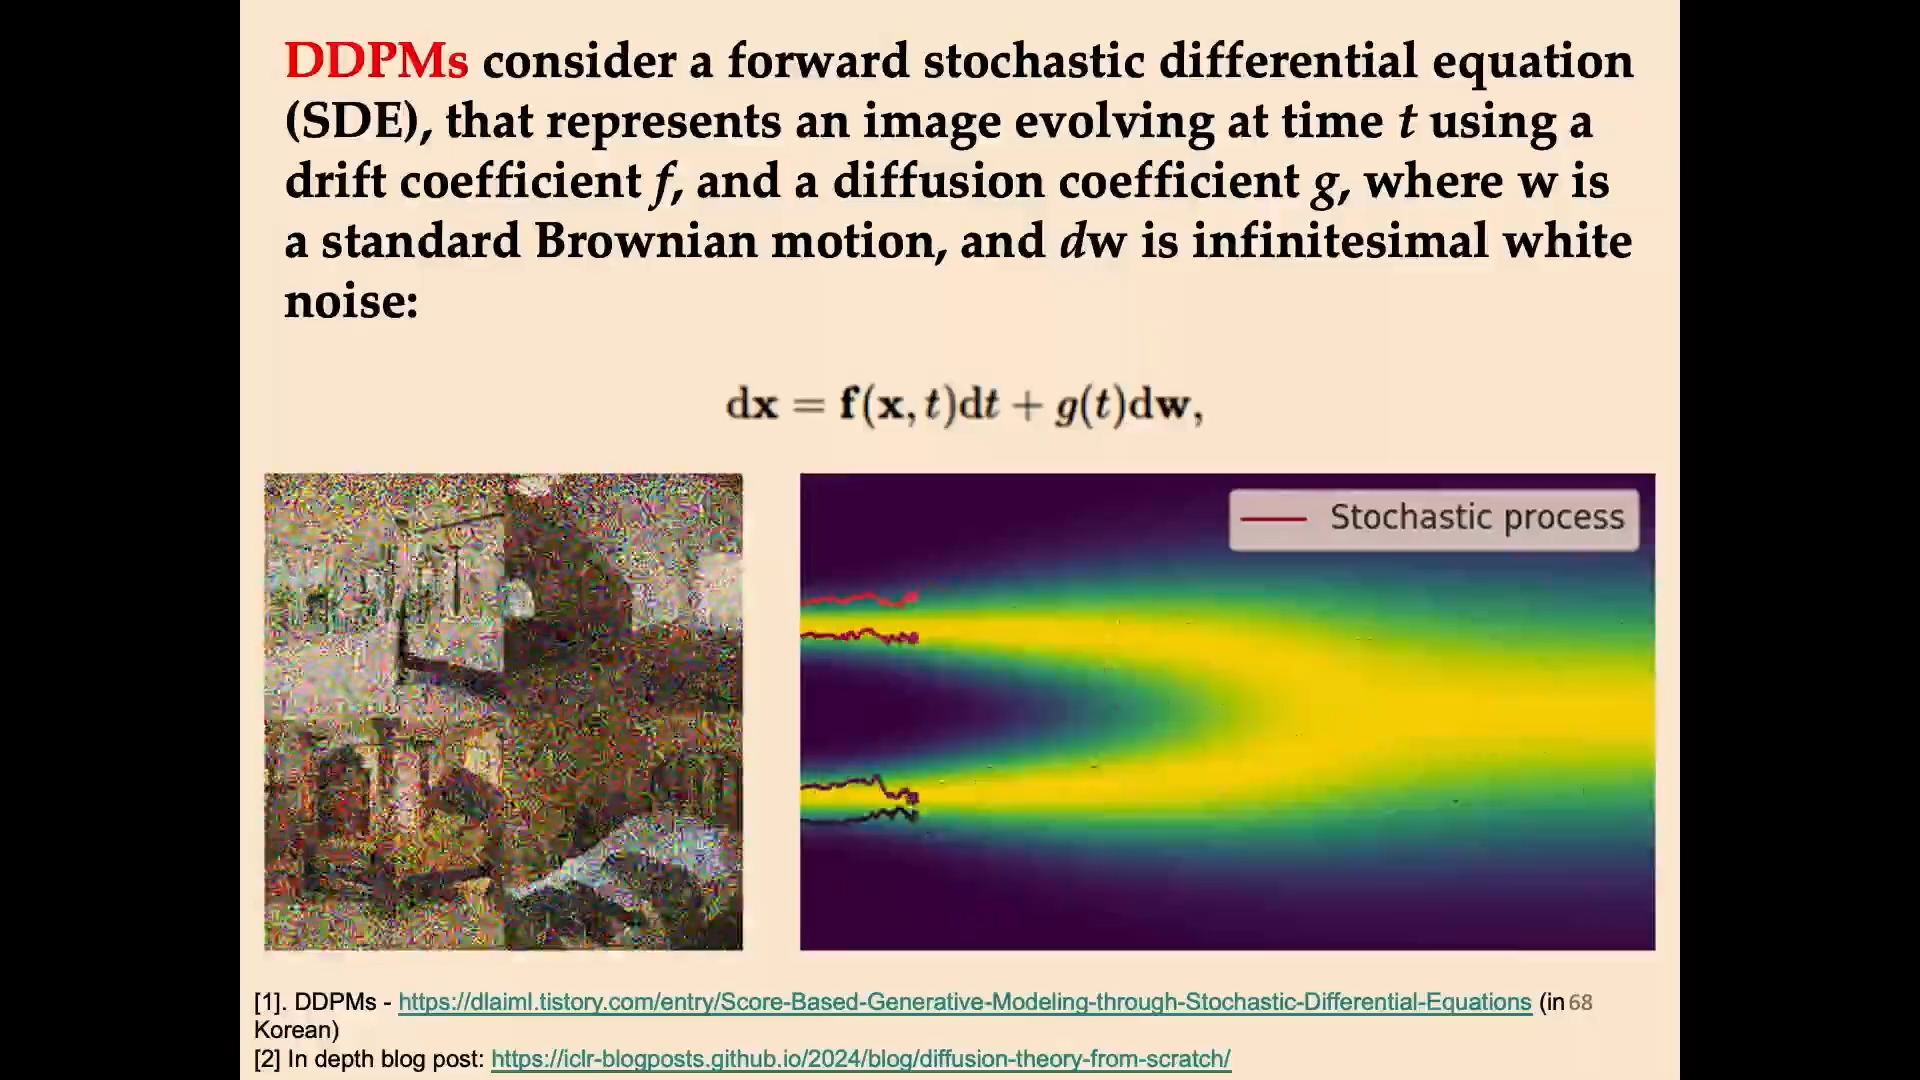 DDPMs consider a forward stochastic differential equation
(SDE), that represents an image evolving at time t using a
drift coefficient f, and a diffusion coefficient g, where w is
a standard Brownian motion, and dw is infinitesimal white
noise:
dx = f(x, t)dt + g(t)dw,
Stochastic process
[1]. DDPMs - https://dlaiml.tistory.com/entry/Score-Based-Generative-Modeling-through-Stochastic-Differential-Equations (in
68
Korean)
[2] In depth blog post: https://iclr-blogposts.github.io/2024/blog/diffusion-theory-from-scratch/